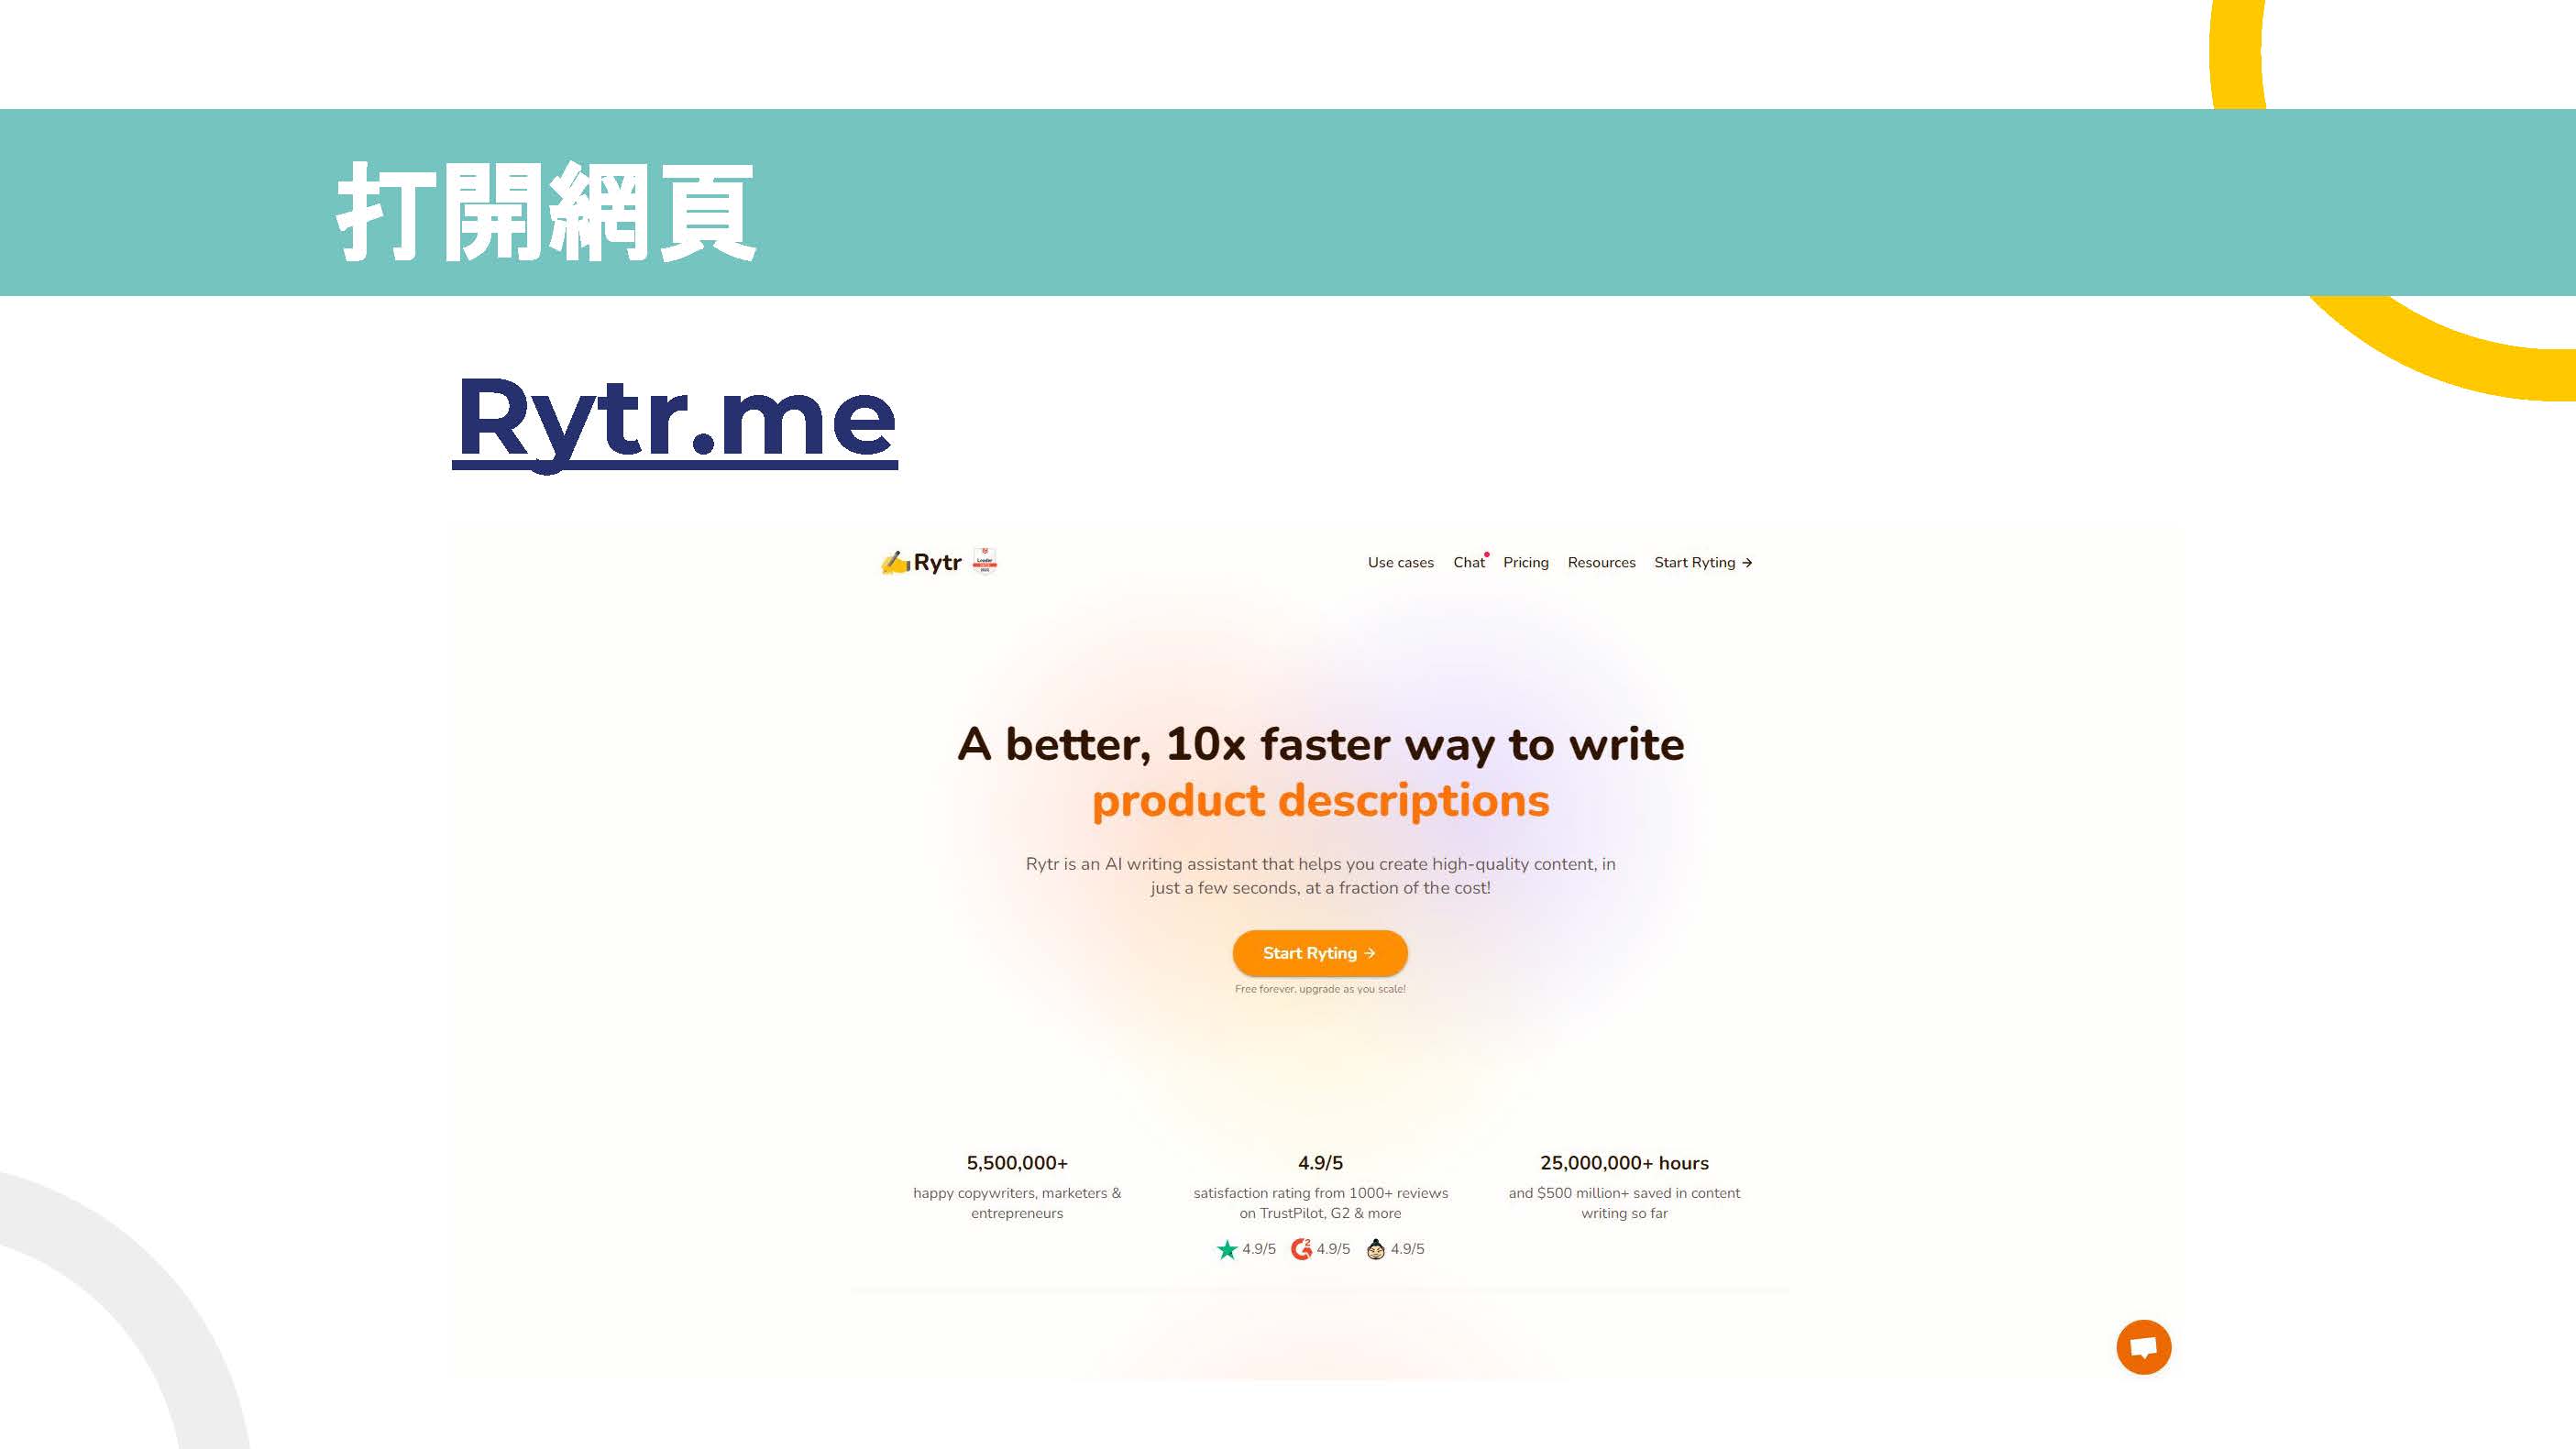 打開網頁
Rytr.me
Rytr
Use cases Chat Pricing Resources Start Ryting →
A better, 10x faster way to write
product descriptions
Rytr is an AI writing assistant that helps you create high-quality content, in
just a few seconds, at a fraction of the cost!
Start Ryting →
Free forever, upgrade as you scale!
5,500,000+
happy copywriters, marketers &
entrepreneurs
4.9/5
satisfaction rating from 1000+ reviews
on TrustPilot, G2 & more
4.9/5 4.9/5 4.9/5
25,000,000+ hours
and $500 million+ saved in content
writing so far